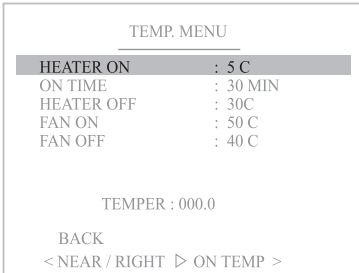 TEMP. MENU
HEATER ON : 5 C
ON TIME : 30 MIN
HEATER OFF : 30C
FAN ON : 50 C
FAN OFF : 40 C
TEMPER : 000.0
BACK
< NEAR / RIGHT ▷ ON TEMP >